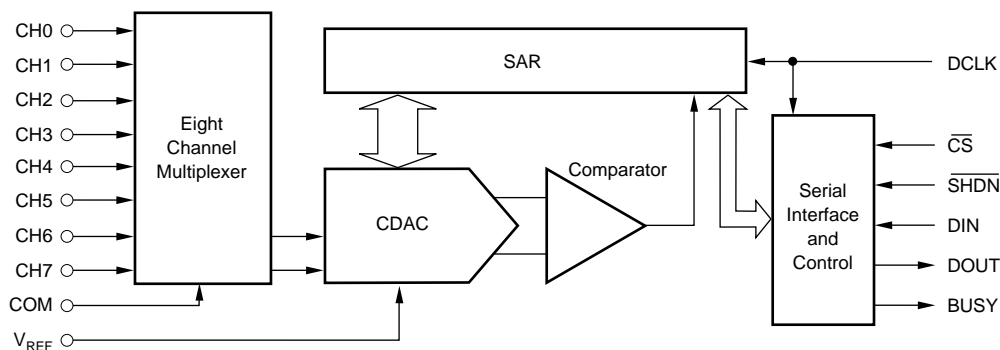 CH0
CH1
CH2
CH3
CH4
CH5
CH6
CH7
COM
VREF
Eight
Channel
Multiplexer
SAR
CDAC
Comparator
Serial
Interface
and
Control
DCLK
CS
SHDN
DIN
DOUT
BUSY